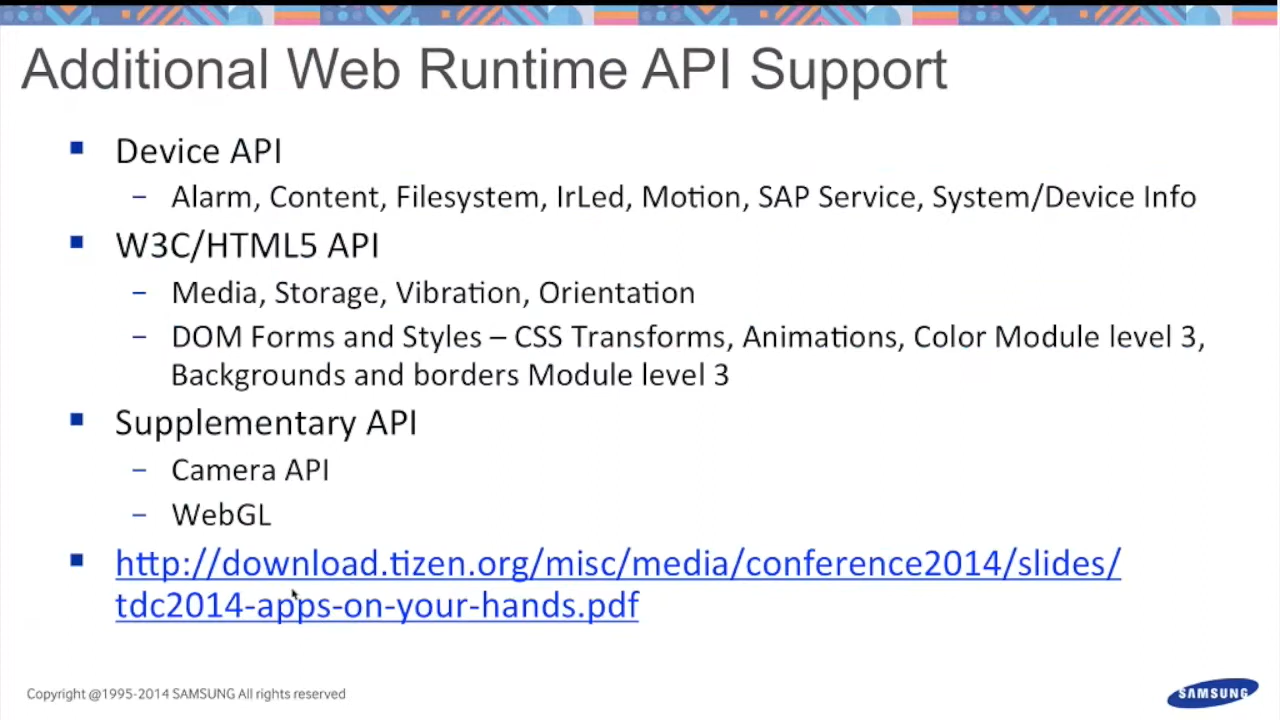 Additional Web Runtime API Support
▪ Device API
– Alarm, Content, Filesystem, IrLed, Motion, SAP Service, System/Device Info
▪ W3C/HTML5 API
– Media, Storage, Vibration, Orientation
– DOM Forms and Styles – CSS Transforms, Animations, Color Module level 3,
Backgrounds and borders Module level 3
▪ Supplementary API
– Camera API
– WebGL
▪ http://download.tizen.org/misc/media/conference2014/slides/
tdc2014-apps-on-your-hands.pdf
Copyright @1995-2014 SAMSUNG All rights reserved
SAMSUNG